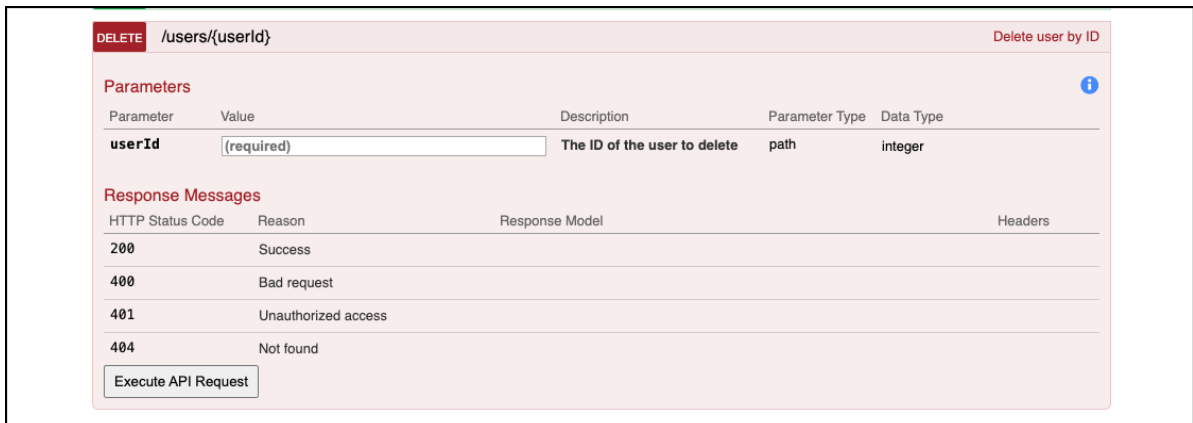 DELETE /users/{userId} Delete user by ID
Parameters
Parameter Value Description Parameter Type Data Type
userId (required) The ID of the user to delete path integer
Response Messages
HTTP Status Code Reason Response Model Headers
200 Success
400 Bad request
401 Unauthorized access
404 Not found
Execute API Request